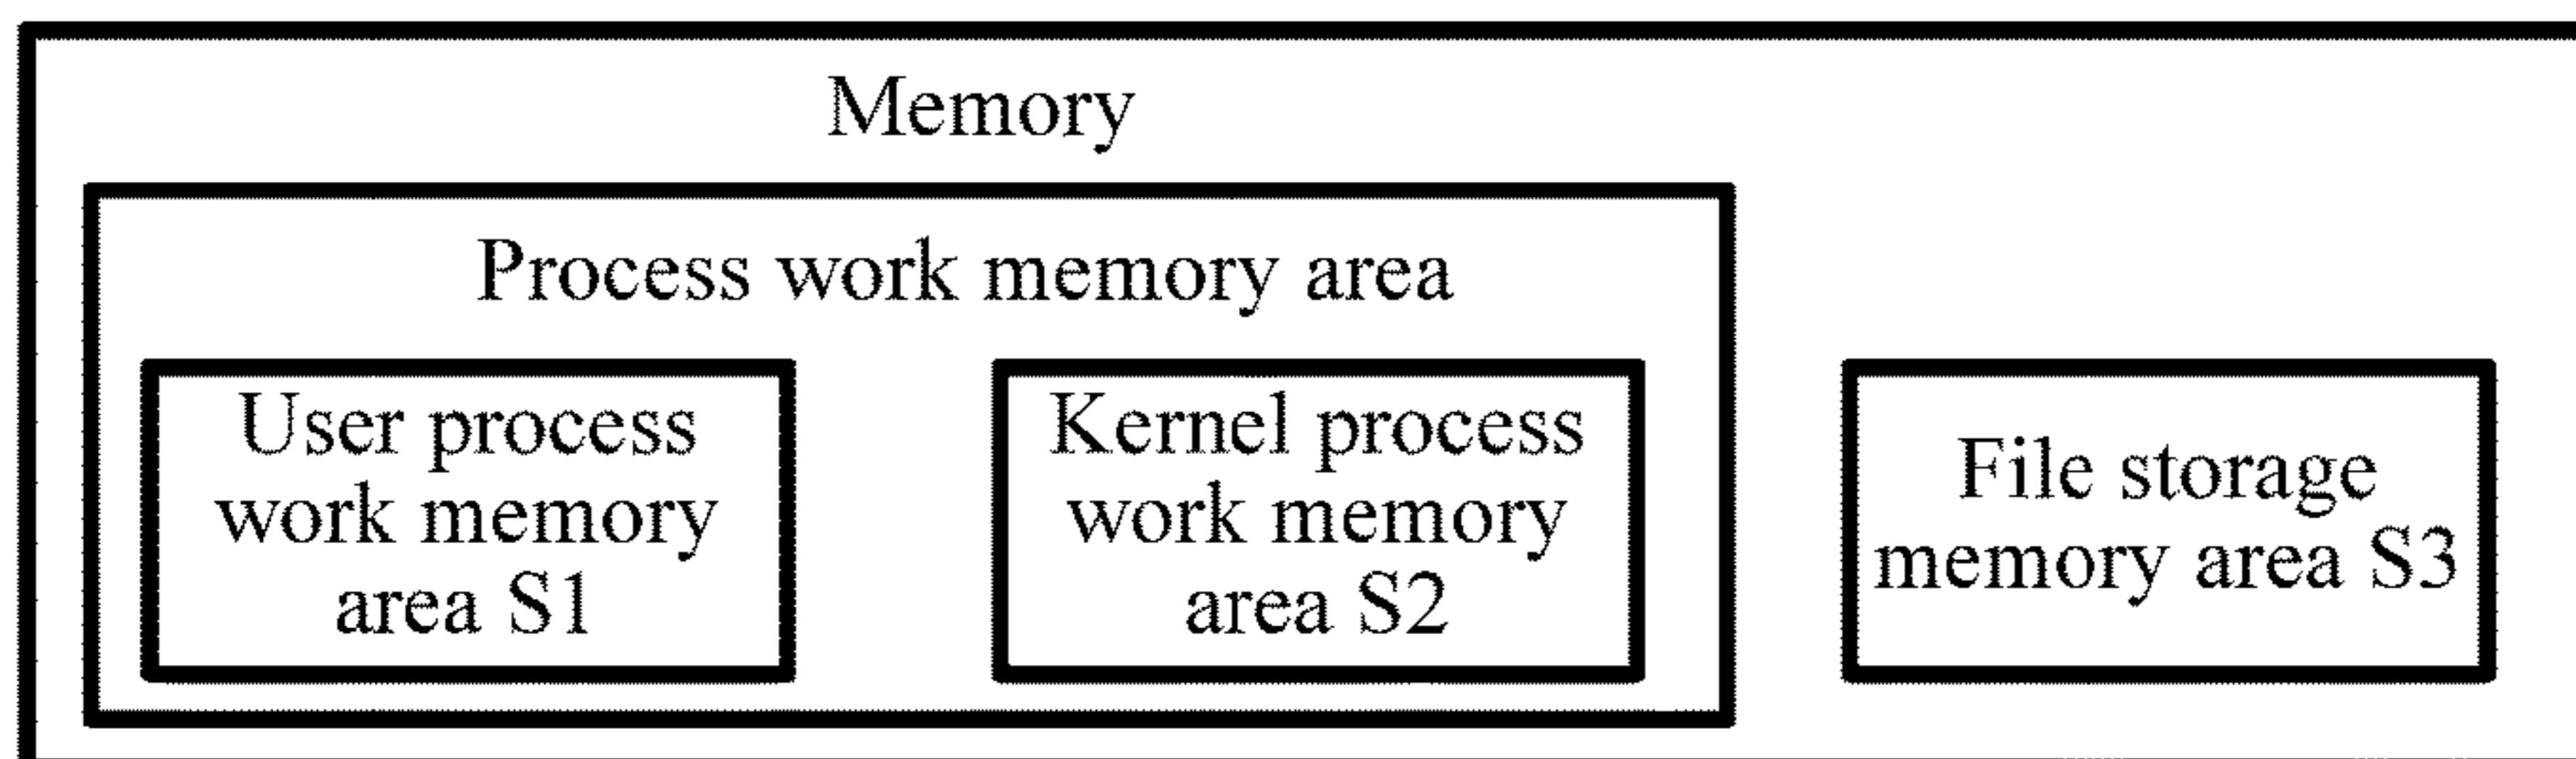 Memory
Process work memory area
User process
work memory
area S1
Kernel process
work memory
area S2
File storage
memory area S3